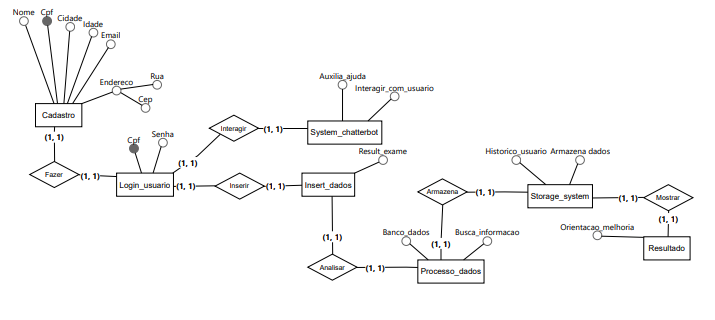 Nome
Cpf
Cidade
Idade
Email
Endereco
Rua
Cep
Cadastro
(1, 1)
Fazer
(1, 1)
Cpf
Senha
Login_usuario
(1, 1)
Interagir
(1, 1)
Auxilia_ajuda
Interagir_com_usuario
System_chatterbot
(1, 1)
Inserir
(1, 1)
Result_exame
Insert_dados
(1, 1)
Analisar
(1, 1)
Banco_dados
Busca_informacao
Processo_dados
(1, 1)
Armazena
(1, 1)
Historico_usuario
Armazena dados
Storage_system
(1, 1)
Mostrar
(1, 1)
Orientacao_melhoria
Resultado